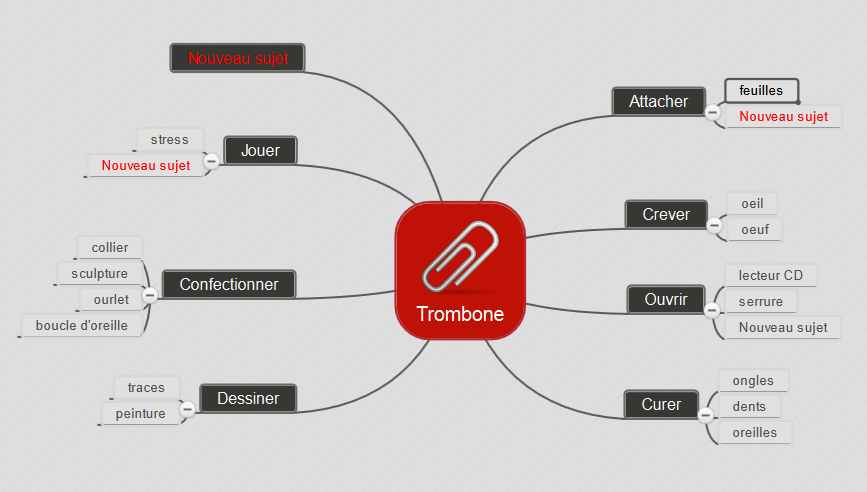 Nouveau sujet
Jouer
stress
Nouveau sujet
Confectionner
collier
sculpture
ourlet
boucle d'oreille
Dessiner
traces
peinture
Trombone
Attacher
feuilles
Nouveau sujet
Crever
oeil
oeuf
Ouvrir
lecteur CD
serrure
Nouveau sujet
Curer
ongles
dents
oreilles